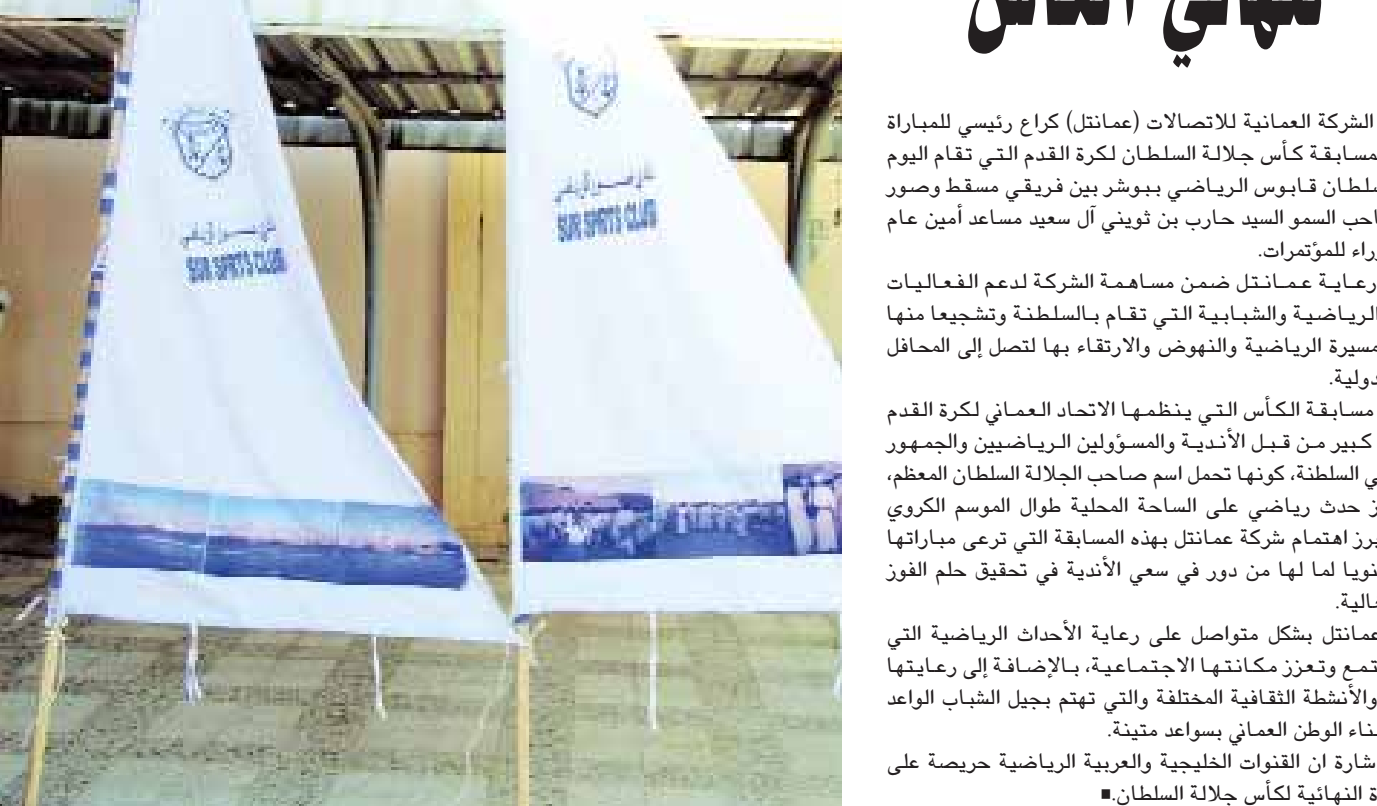 نادي صور الرياضي
SUR SPORTS CLUB
نادي صور الرياضي
SUR SPORTS CLUB
الشركة العمانية للاتصالات (عمانتل) كراع رئيسي للمباراة
مسابقة كأس جلالة السلطان لكرة القدم التي تقام اليوم
سلطان قابوس الرياضي ببوشر بين فريقي مسقط وصور
احب السمو السيد حارب بن ثويني آل سعيد مساعد أمين عام
وراء للمؤتمرات.
رعاية عمانتل ضمن مساهمة الشركة لدعم الفعاليات
الرياضية والشبابية التي تقام بالسلطنة وتشجيعا منها
مسيرة الرياضية والنهوض والارتقاء بها لتصل إلى المحافل
دولية.
مسابقة الكأس التي ينظمها الاتحاد العماني لكرة القدم
كبير من قبل الأندية والمسؤولين الرياضيين والجمهور
ي السلطنة، كونها تحمل اسم صاحب الجلالة السلطان المعظم،
ز حدث رياضي على الساحة المحلية طوال الموسم الكروي
برز اهتمام شركة عمانتل بهذه المسابقة التي ترعى مباراتها
نويا لما لها من دور في سعي الأندية في تحقيق حلم الفوز
الية.
عمانتل بشكل متواصل على رعاية الأحداث الرياضية التي
تمع وتعزز مكانتها الاجتماعية، بالإضافة إلى رعايتها
والأنشطة الثقافية المختلفة والتي تهتم بجيل الشباب الواعد
ناء الوطن العماني بسواعد متينة.
شارة ان القنوات الخليجية والعربية الرياضية حريصة على
ة النهائية لكأس جلالة السلطان.■